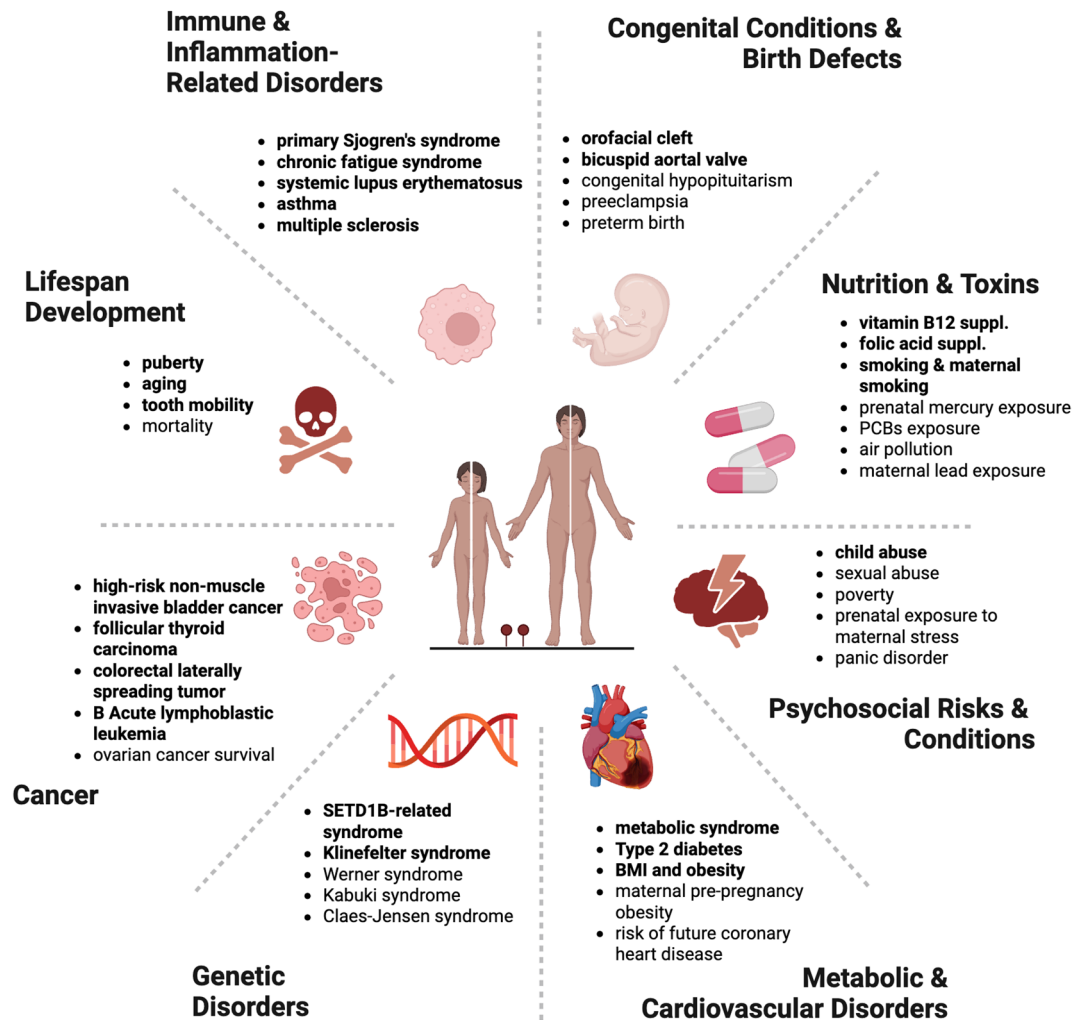 Immune &
Inflammation-
Related Disorders
• primary Sjogren's syndrome
• chronic fatigue syndrome
• systemic lupus erythematosus
• asthma
• multiple sclerosis
Congenital Conditions &
Birth Defects
• orofacial cleft
• bicuspid aortal valve
• congenital hypopituitarism
• preeclampsia
• preterm birth
Lifespan
Development
• puberty
• aging
• tooth mobility
• mortality
Nutrition & Toxins
• vitamin B12 suppl.
• folic acid suppl.
• smoking & maternal
smoking
• prenatal mercury exposure
• PCBs exposure
• air pollution
• maternal lead exposure
• high-risk non-muscle
invasive bladder cancer
• follicular thyroid
carcinoma
• colorectal laterally
spreading tumor
• B Acute lymphoblastic
leukemia
• ovarian cancer survival
Cancer
• child abuse
• sexual abuse
• poverty
• prenatal exposure to
maternal stress
• panic disorder
Psychosocial Risks &
Conditions
• SETD1B-related
syndrome
• Klinefelter syndrome
• Werner syndrome
• Kabuki syndrome
• Claes-Jensen syndrome
Genetic
Disorders
• metabolic syndrome
• Type 2 diabetes
• BMI and obesity
• maternal pre-pregnancy
obesity
• risk of future coronary
heart disease
Metabolic &
Cardiovascular Disorders